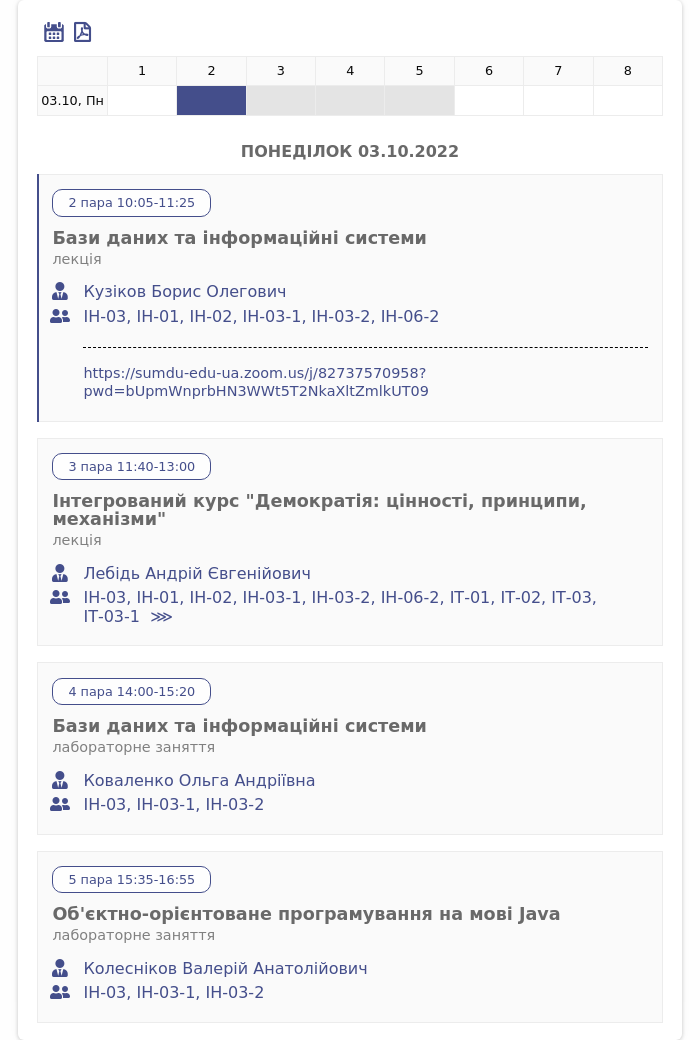 1 2 3 4 5 6 7 8
03.10, Пн
ПОНЕДІЛОК 03.10.2022
2 пара 10:05-11:25
Бази даних та інформаційні системи
лекція
Кузіков Борис Олегович
ІН-03, ІН-01, ІН-02, ІН-03-1, ІН-03-2, ІН-06-2
https://sumdu-edu-ua.zoom.us/j/82737570958?
pwd=bUpmWnprbHN3WWt5T2NkaXltZmlkUT09
3 пара 11:40-13:00
Інтегрований курс "Демократія: цінності, принципи,
механізми"
лекція
Лебідь Андрій Євгенійович
ІН-03, ІН-01, ІН-02, ІН-03-1, ІН-03-2, ІН-06-2, ІТ-01, ІТ-02, ІТ-03,
ІТ-03-1 ⋙
4 пара 14:00-15:20
Бази даних та інформаційні системи
лабораторне заняття
Коваленко Ольга Андріївна
ІН-03, ІН-03-1, ІН-03-2
5 пара 15:35-16:55
Об'єктно-орієнтоване програмування на мові Java
лабораторне заняття
Колесніков Валерій Анатолійович
ІН-03, ІН-03-1, ІН-03-2